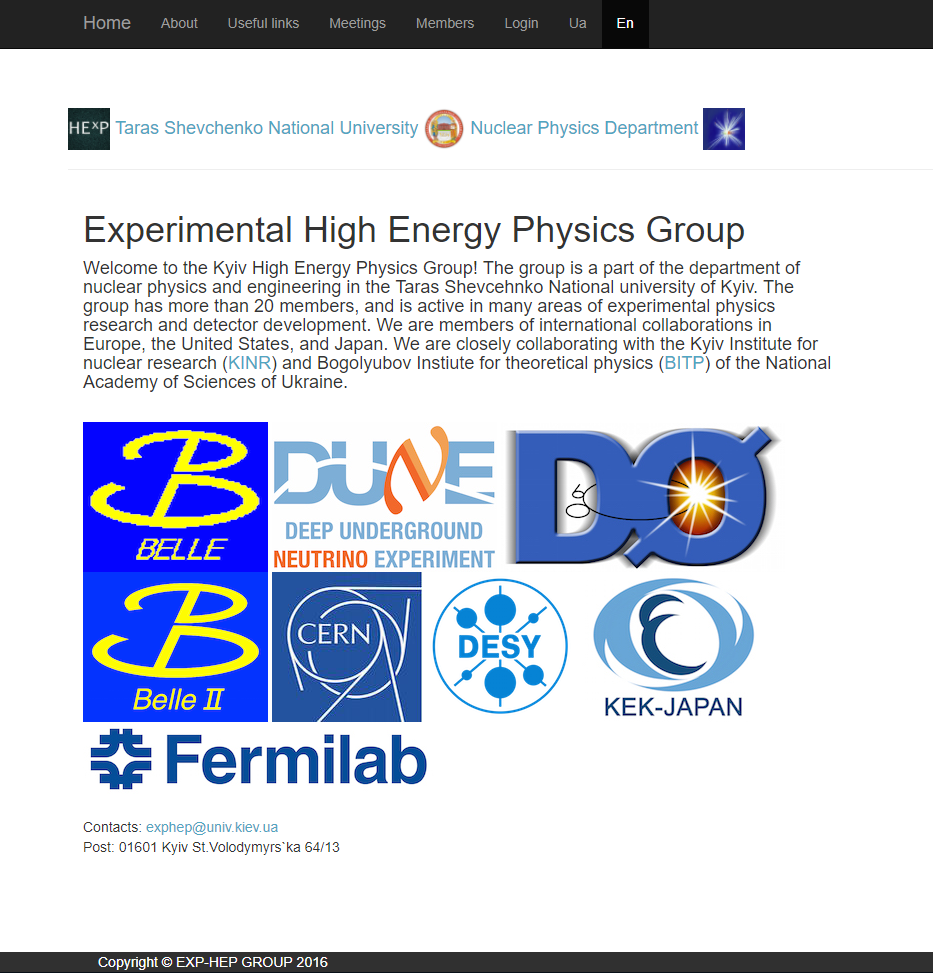 Home About Useful links Meetings Members Login Ua En
HExP Taras Shevchenko National University Nuclear Physics Department
Experimental High Energy Physics Group
Welcome to the Kyiv High Energy Physics Group! The group is a part of the department of
nuclear physics and engineering in the Taras Shevcehnko National university of Kyiv. The
group has more than 20 members, and is active in many areas of experimental physics
research and detector development. We are members of international collaborations in
Europe, the United States, and Japan. We are closely collaborating with the Kyiv Institute for
nuclear research (KINR) and Bogolyubov Instiute for theoretical physics (BITP) of the National
Academy of Sciences of Ukraine.
B
BELLE
DUNE
DEEP UNDERGROUND
NEUTRINO EXPERIMENT
DØ
B
Belle II
CERN
DESY
KEK-JAPAN
Fermilab
Contacts: exphep@univ.kiev.ua
Post: 01601 Kyiv St.Volodymyrs`ka 64/13
Copyright © EXP-HEP GROUP 2016